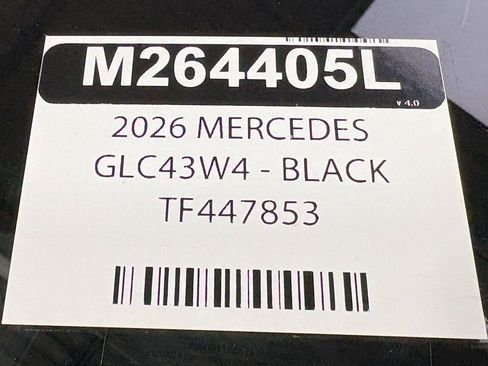 M264405L
v 4.0
2026 MERCEDES
GLC43W4 - BLACK
TF447853